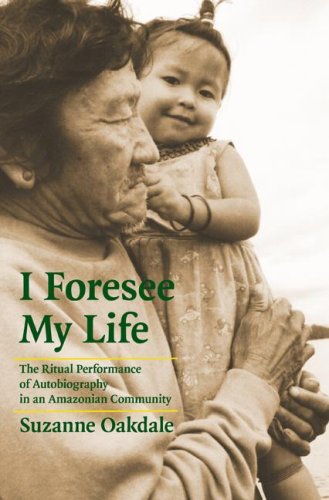 I Foresee
My Life
The Ritual Performance
of Autobiography
in an Amazonian Community
Suzanne Oakdale